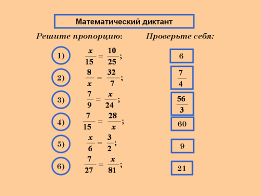 Математический диктант
Решите пропорцию: Проверьте себя:
1) x/15 = 10/25; 6
2) 8/x = 32/7; 7/4
3) 7/9 = x/24; 56/3
4) 7/15 = 28/x; 60
5) x/6 = 3/2; 9
6) 7/27 = x/81; 21